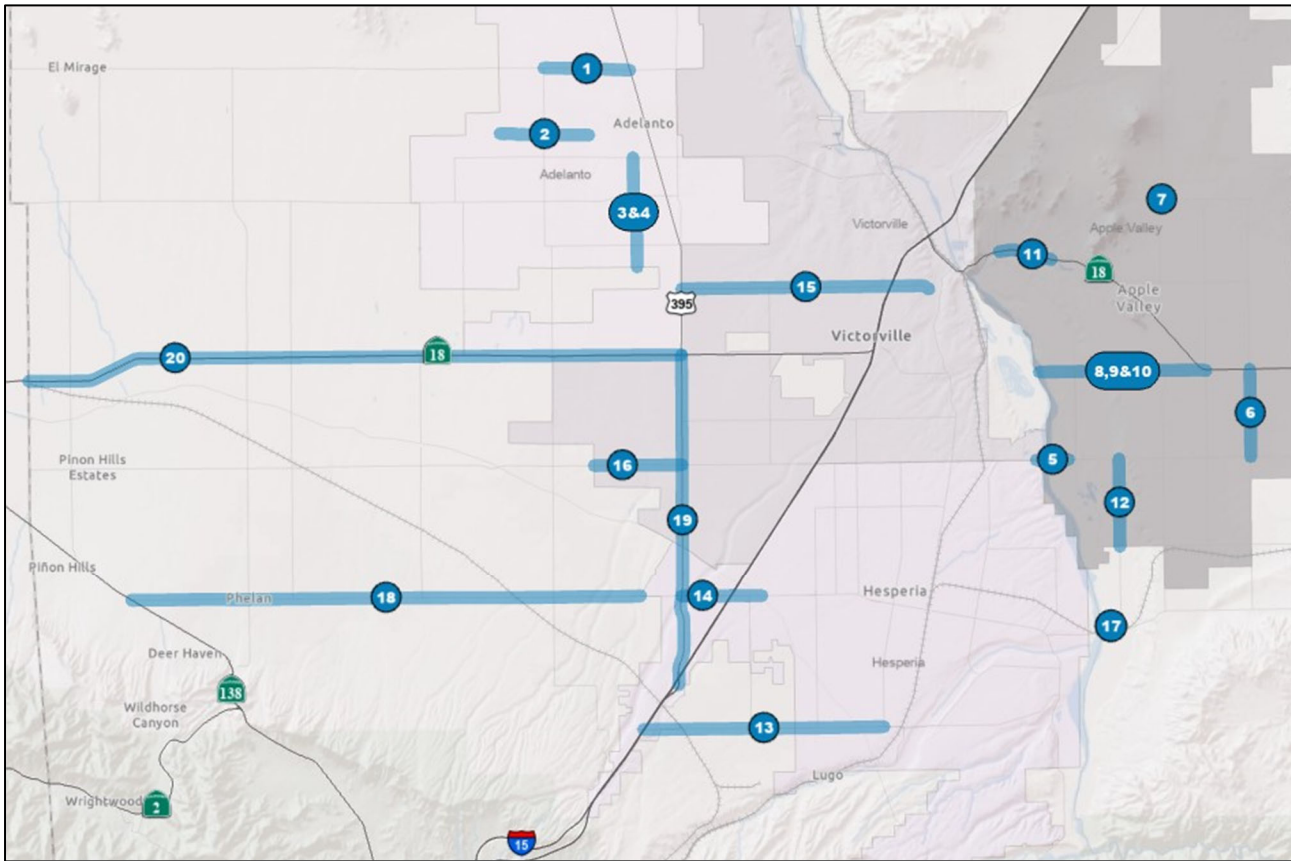 El Mirage
1
2
Adelanto
Adelanto
3&4
7
Victorville
Apple Valley
11
18
Apple
Valley
15
395
Victorville
18
20
8,9&10
6
Pinon Hills
Estates
16
5
12
19
Piñon Hills
Phelan
18
14
Hesperia
17
Deer Haven
Hesperia
138
Wildhorse
Canyon
13
Lugo
Wrightwood
2
15